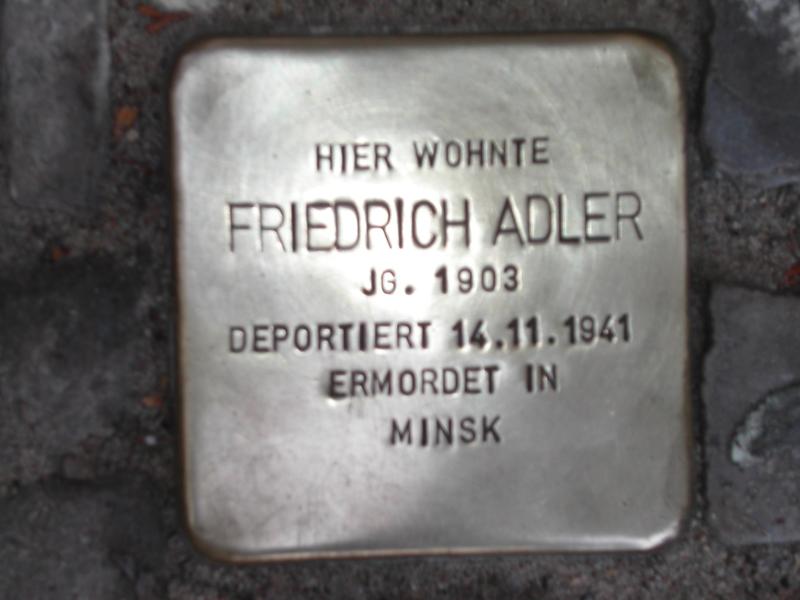 HIER WOHNTE
FRIEDRICH ADLER
JG. 1903
DEPORTIERT 14.11.1941
ERMORDET IN
MINSK